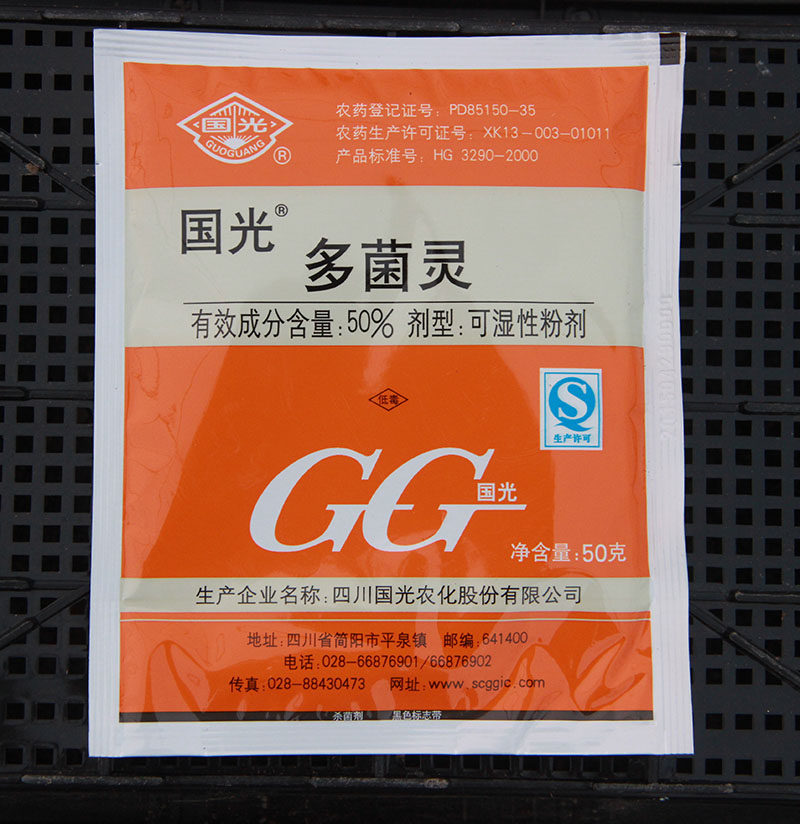 国光
GUOGUANG®
农药登记证号：PD85150-35
农药生产许可证号：XK13-003-01011
产品标准号：HG 3290-2000
国光®
多菌灵
有效成分含量：50% 剂型：可湿性粉剂
低毒
QS
生产许可
GG国光
净含量：50克
生产企业名称：四川国光农化股份有限公司
地址：四川省简阳市平泉镇 邮编：641400
电话：028-66876901/66876902
传真：028-88430473 网址：www.scggic.com
杀菌剂 黑色标志带